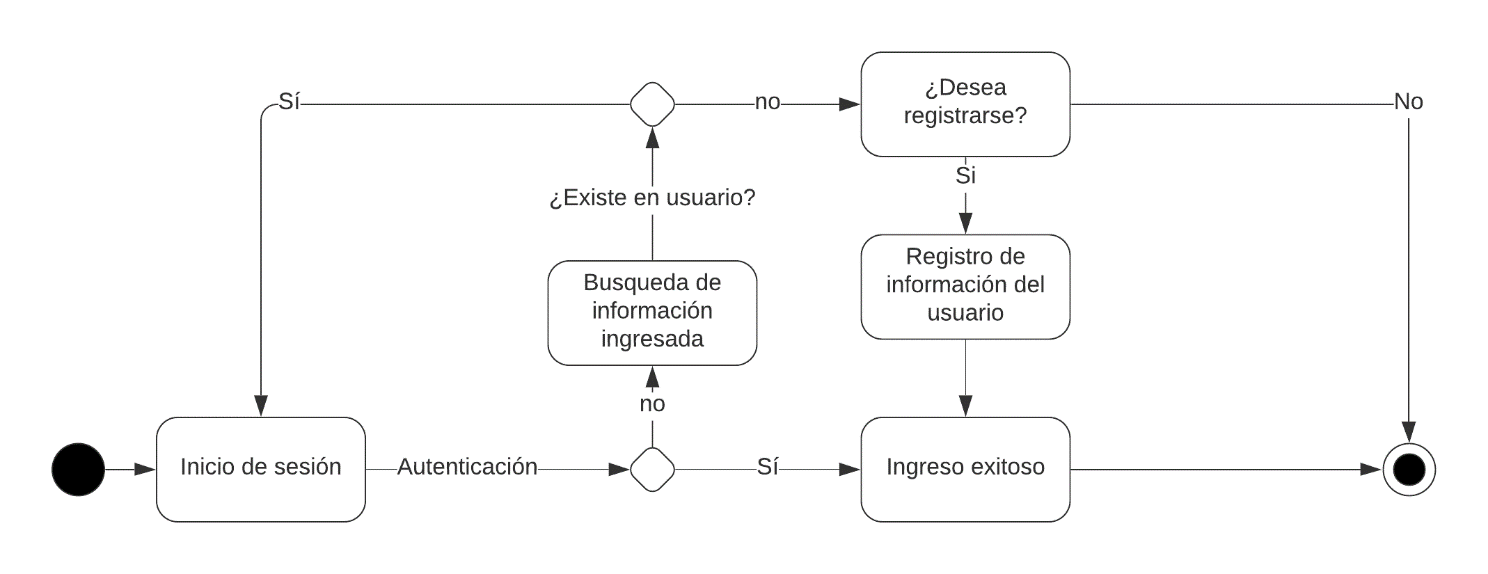 ¿Desea
registrarse?
Sí
no
No
Si
¿Existe en usuario?
Registro de
información del
usuario
Busqueda de
información
ingresada
no
Inicio de sesión
Autenticación
Sí
Ingreso exitoso